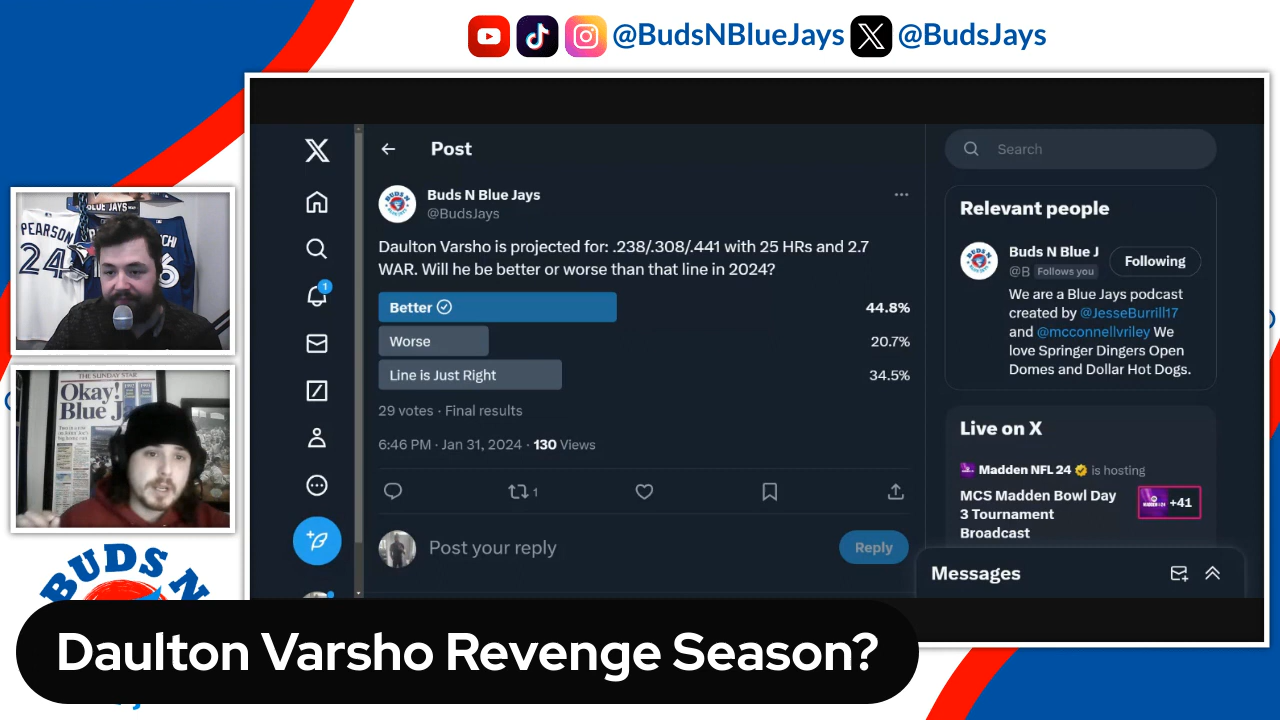 @BudsNBlueJays @BudsJays
Post
Search
Buds N Blue Jays
@BudsJays
Daulton Varsho is projected for: .238/.308/.441 with 25 HRs and 2.7
WAR. Will he be better or worse than that line in 2024?
Better 44.8%
Worse 20.7%
Line is Just Right 34.5%
29 votes · Final results
6:46 PM · Jan 31, 2024 · 130 Views
1
1
Post your reply
Reply
Relevant people
Buds N Blue J
@B Follows you
Following
We are a Blue Jays podcast
created by @JesseBurrill17
and @mcconnellvriley We
love Springer Dingers Open
Domes and Dollar Hot Dogs.
Live on X
Madden NFL 24 is hosting
MCS Madden Bowl Day
3 Tournament
Broadcast
+41
Messages
BLUE JAYS
PEARSON
24
THE SUNDAY STAR
Okay!
Blue J
BUDS N
Daulton Varsho Revenge Season?